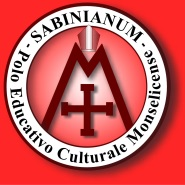 - SABINIANUM -
Polo Educativo Culturale Monselicense